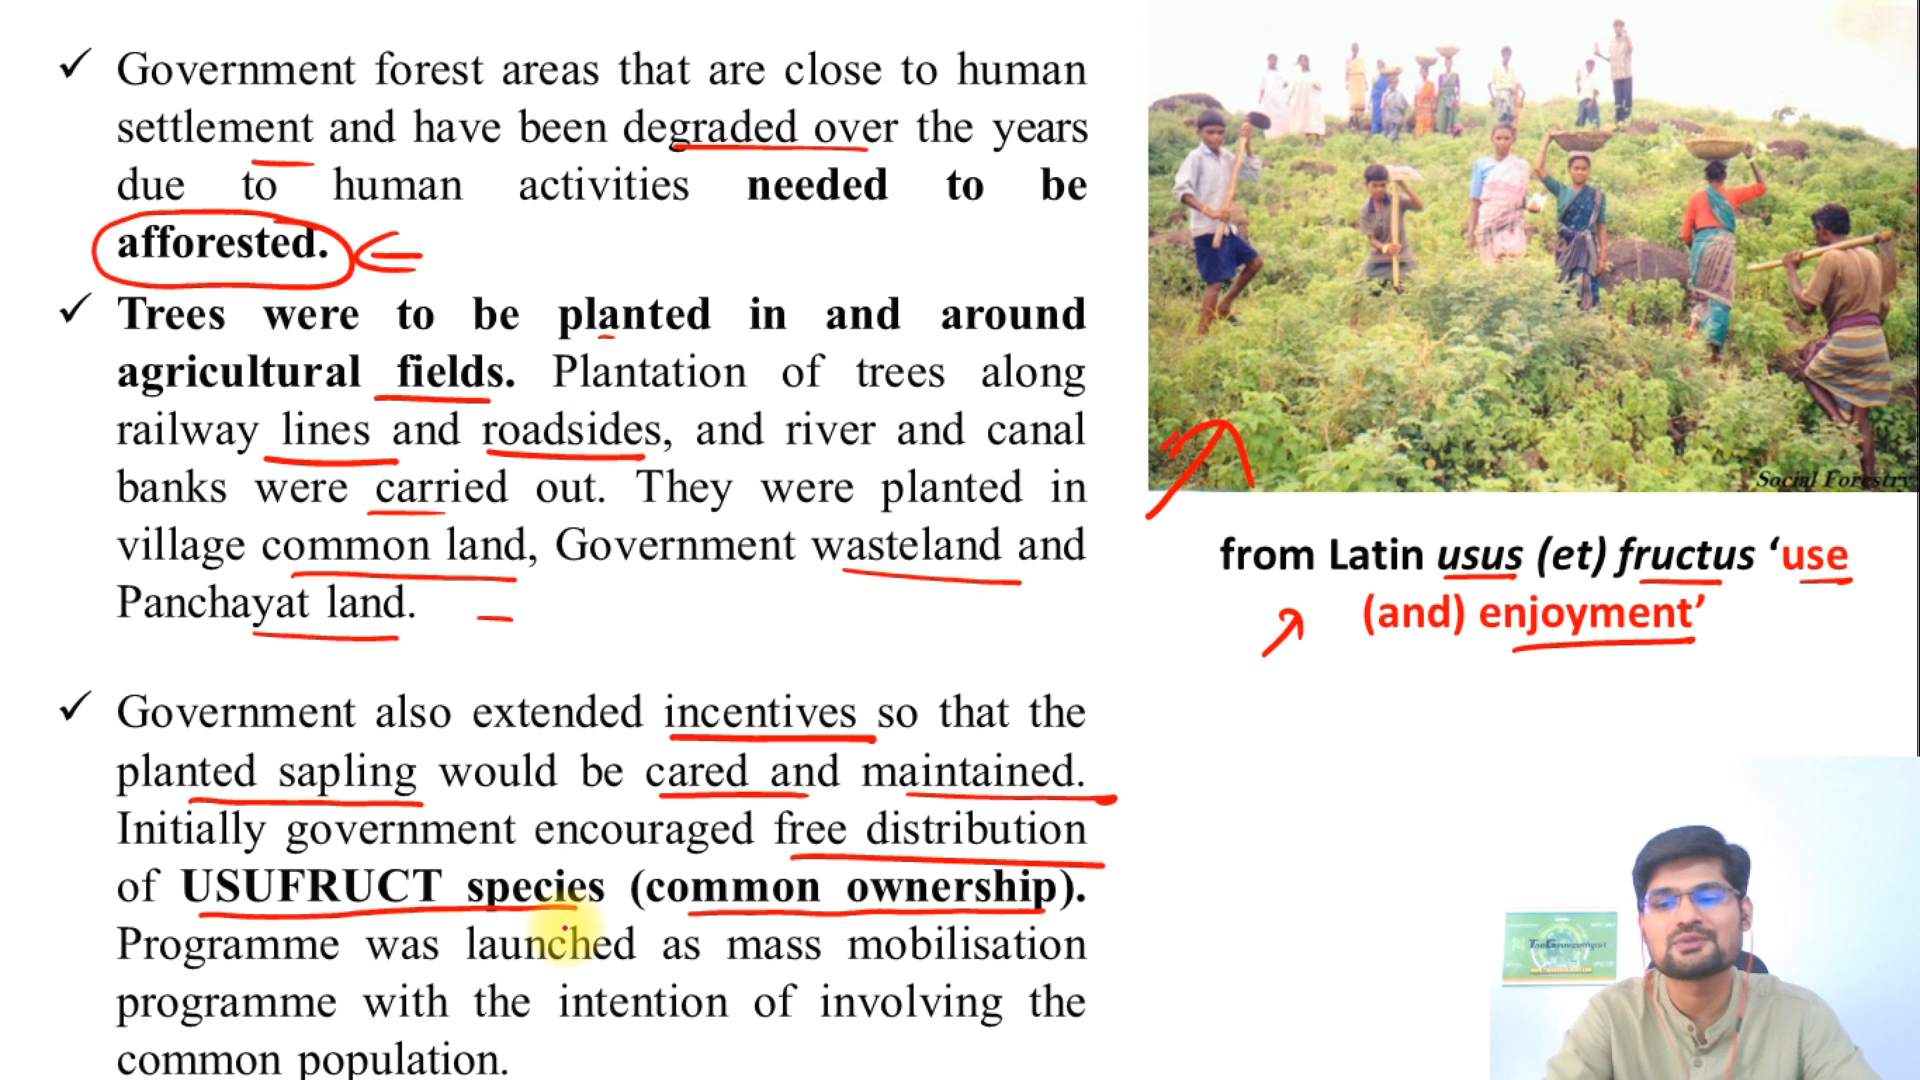 ✓ Government forest areas that are close to human
settlement and have been degraded over the years
due to human activities needed to be
afforested.
✓ Trees were to be planted in and around
agricultural fields. Plantation of trees along
railway lines and roadsides, and river and canal
banks were carried out. They were planted in
village common land, Government wasteland and
Panchayat land.
✓ Government also extended incentives so that the
planted sapling would be cared and maintained.
Initially government encouraged free distribution
of USUFRUCT species (common ownership).
Programme was launched as mass mobilisation
programme with the intention of involving the
common population.
Social Forestry
from Latin usus (et) fructus ‘use
(and) enjoyment’